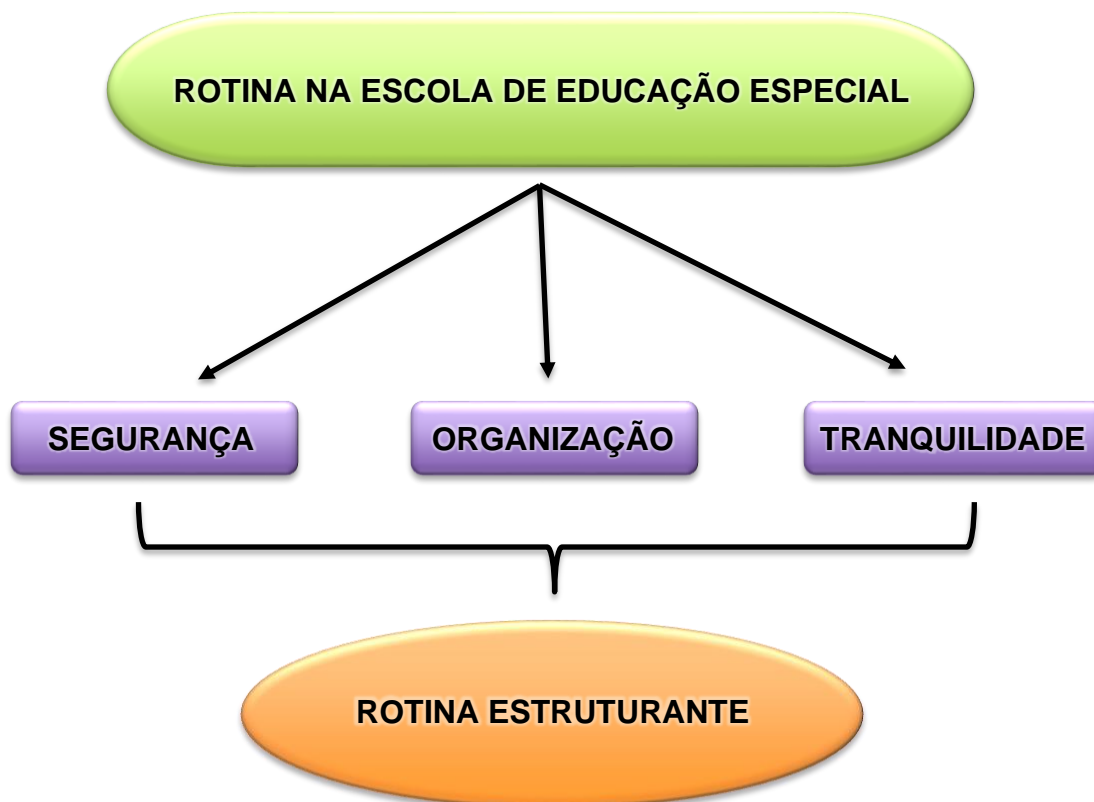 ROTINA NA ESCOLA DE EDUCAÇÃO ESPECIAL
SEGURANÇA
ORGANIZAÇÃO
TRANQUILIDADE
ROTINA ESTRUTURANTE